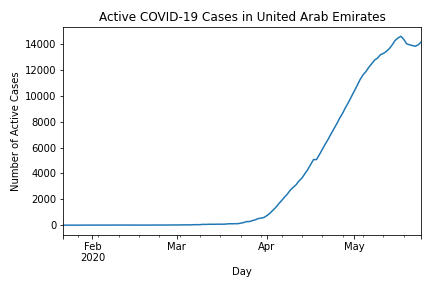 Active COVID-19 Cases in United Arab Emirates
14000
12000
10000
8000
6000
4000
2000
0
Number of Active Cases
Feb
2020
Mar
Apr
May
Day